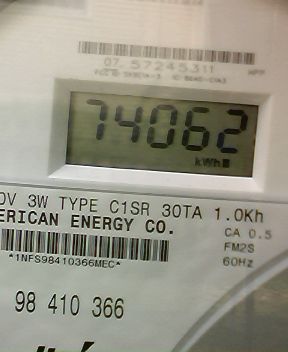 07 57245311
74062
kWh
0V 3W TYPE C1SR 30TA 1.0Kh
ERICAN ENERGY CO.
CA 0.5
FM2S
60Hz
*1NFS98410366MEC*
98 410 366